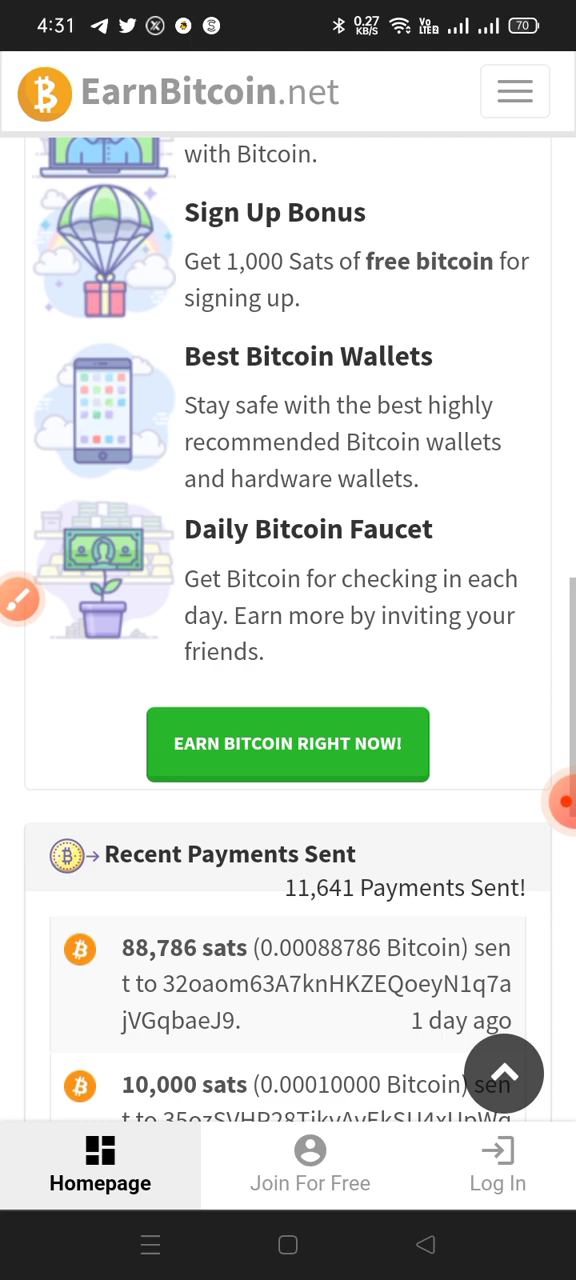 4:31
0.27 KB/S
Vo LTE2
70
EarnBitcoin.net
with Bitcoin.
Sign Up Bonus
Get 1,000 Sats of free bitcoin for
signing up.
Best Bitcoin Wallets
Stay safe with the best highly
recommended Bitcoin wallets
and hardware wallets.
Daily Bitcoin Faucet
Get Bitcoin for checking in each
day. Earn more by inviting your
friends.
EARN BITCOIN RIGHT NOW!
Recent Payments Sent
11,641 Payments Sent!
88,786 sats (0.00088786 Bitcoin) sen
t to 32oaom63A7knHKZEQoeyN1q7a
jVGqbaeJ9.
1 day ago
10,000 sats (0.00010000 Bitcoin) sen
t to
Homepage
Join For Free
Log In